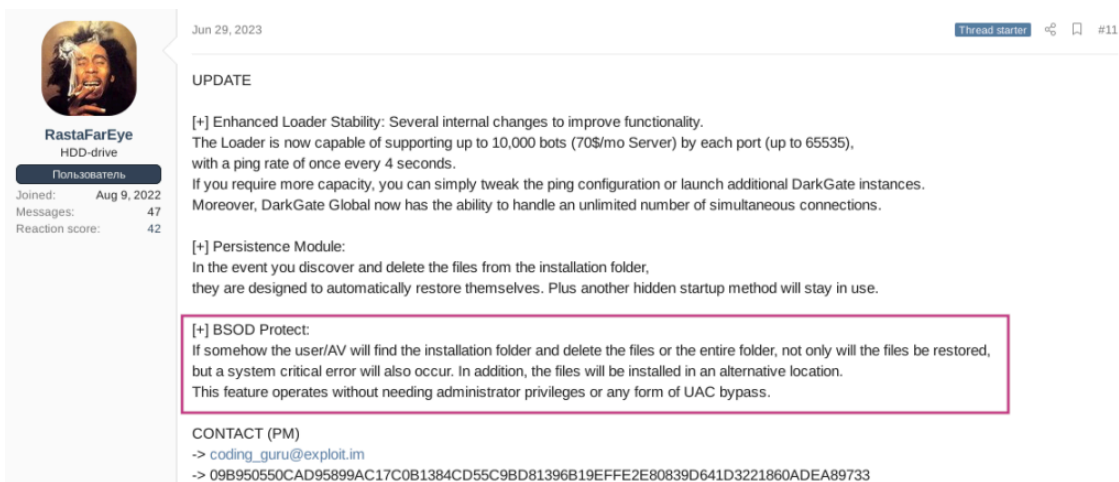 Jun 29, 2023
Thread starter
#11
RastaFarEye
HDD-drive
Пользователь
Joined: Aug 9, 2022
Messages: 47
Reaction score: 42
UPDATE
[+] Enhanced Loader Stability: Several internal changes to improve functionality.
The Loader is now capable of supporting up to 10,000 bots (70$/mo Server) by each port (up to 65535),
with a ping rate of once every 4 seconds.
If you require more capacity, you can simply tweak the ping configuration or launch additional DarkGate instances.
Moreover, DarkGate Global now has the ability to handle an unlimited number of simultaneous connections.
[+] Persistence Module:
In the event you discover and delete the files from the installation folder,
they are designed to automatically restore themselves. Plus another hidden startup method will stay in use.
[+] BSOD Protect:
If somehow the user/AV will find the installation folder and delete the files or the entire folder, not only will the files be restored,
but a system critical error will also occur. In addition, the files will be installed in an alternative location.
This feature operates without needing administrator privileges or any form of UAC bypass.
CONTACT (PM)
-> coding_guru@exploit.im
-> 09B950550CAD95899AC17C0B1384CD55C9BD81396B19EFFE2E80839D641D3221860ADEA89733